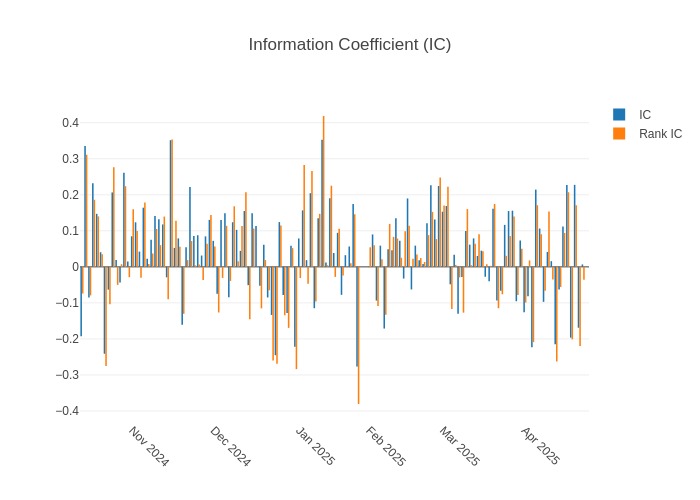 Information Coefficient (IC)
IC
Rank IC
0.4
0.3
0.2
0.1
0
−0.1
−0.2
−0.3
−0.4
Nov 2024
Dec 2024
Jan 2025
Feb 2025
Mar 2025
Apr 2025